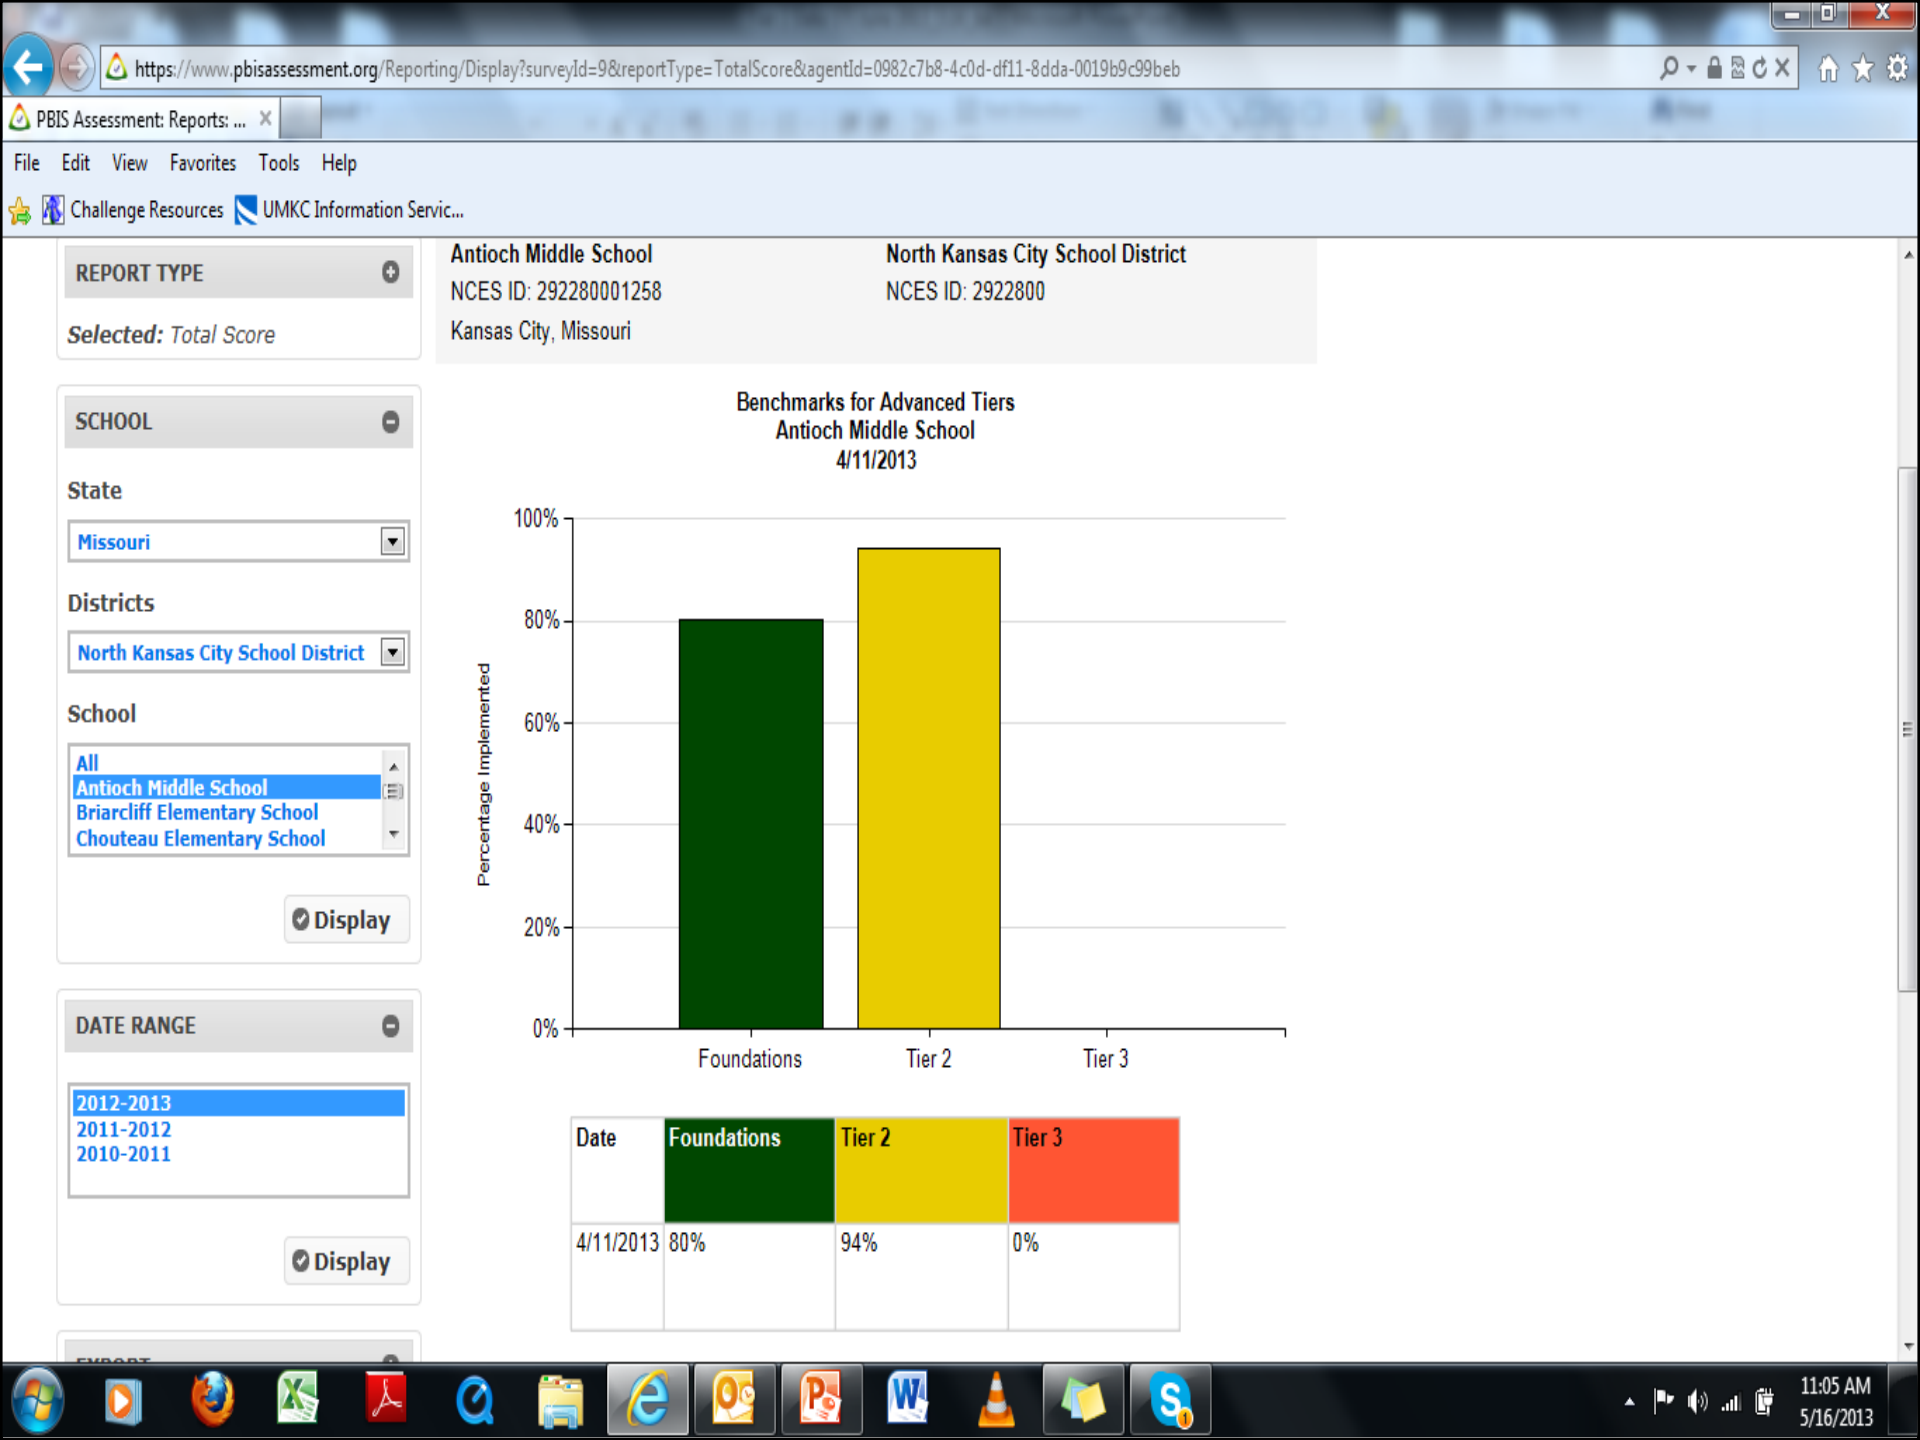 https://www.pbisassessment.org/Reporting/Display?surveyId=9&reportType=TotalScore&agentId=0982c7b8-4c0d-df11-8dda-0019b9c99beb
PBIS Assessment: Reports: ...
File Edit View Favorites Tools Help
Challenge Resources UMKC Information Servic...
REPORT TYPE
Selected: Total Score
SCHOOL
State
Missouri
Districts
North Kansas City School District
School
All
Antioch Middle School
Briarcliff Elementary School
Chouteau Elementary School
Display
DATE RANGE
2012-2013
2011-2012
2010-2011
Display
EXPORT
Antioch Middle School North Kansas City School District
NCES ID: 292280001258 NCES ID: 2922800
Kansas City, Missouri
Benchmarks for Advanced Tiers
Antioch Middle School
4/11/2013
100%
80%
60%
40%
20%
0%
Percentage Implemented
Foundations Tier 2 Tier 3
Date Foundations Tier 2 Tier 3
4/11/2013 80% 94% 0%
11:05 AM
5/16/2013